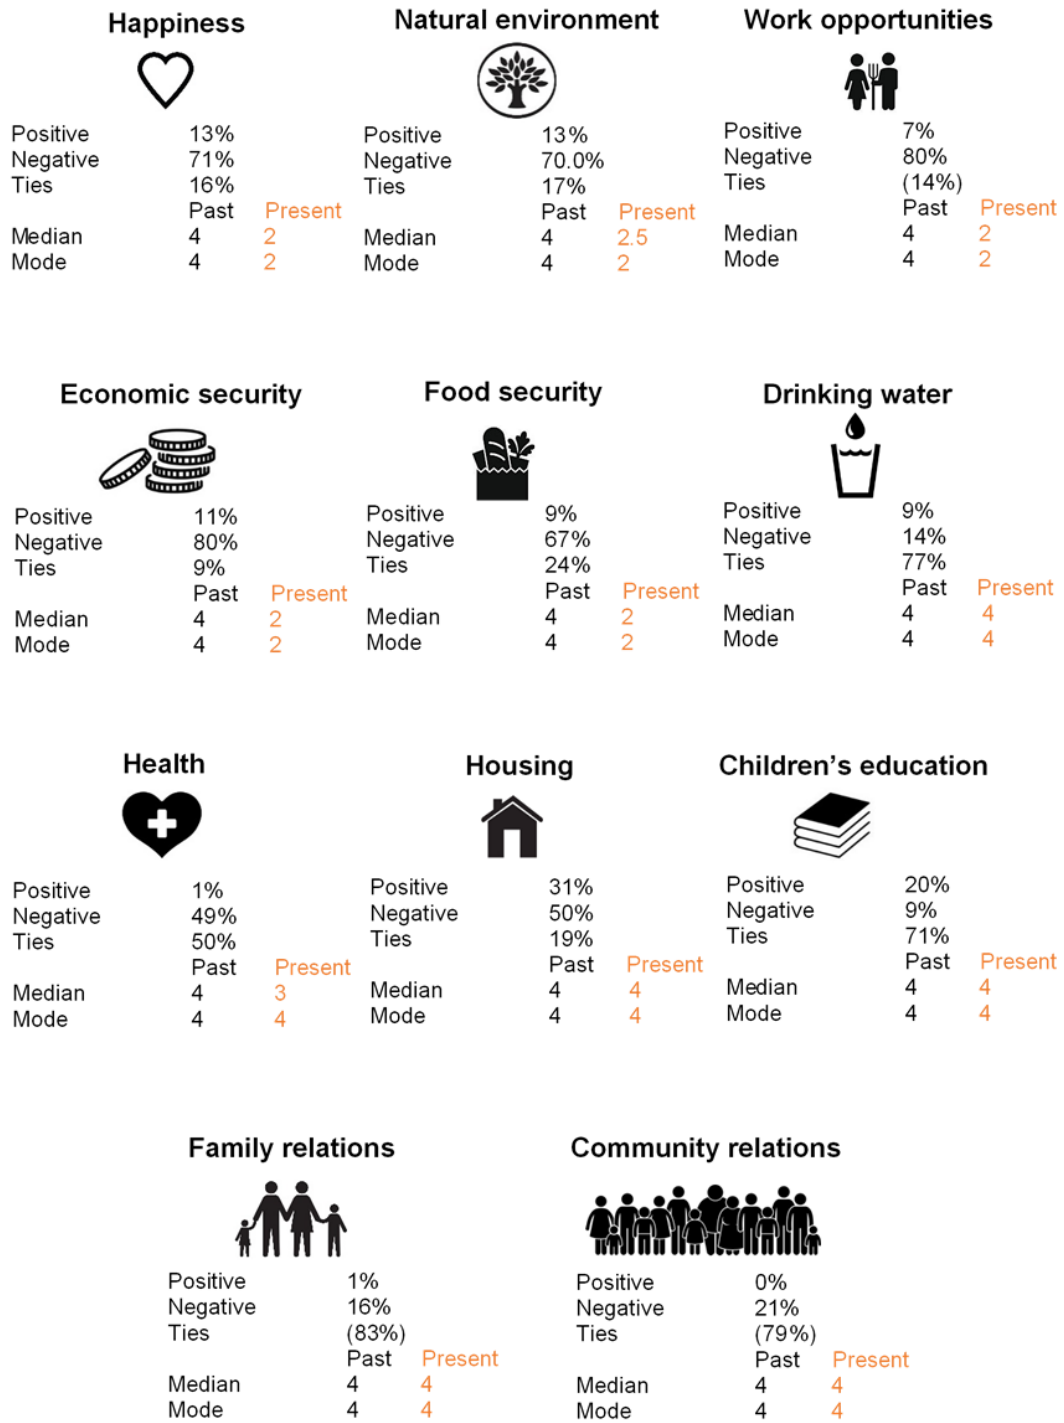 Happiness
Positive 13%
Negative 71%
Ties 16%
Past Present
Median 4 2
Mode 4 2
Natural environment
Positive 13%
Negative 70.0%
Ties 17%
Past Present
Median 4 2.5
Mode 4 2
Work opportunities
Positive 7%
Negative 80%
Ties (14%)
Past Present
Median 4 2
Mode 4 2
Economic security
Positive 11%
Negative 80%
Ties 9%
Past Present
Median 4 2
Mode 4 2
Food security
Positive 9%
Negative 67%
Ties 24%
Past Present
Median 4 2
Mode 4 2
Drinking water
Positive 9%
Negative 14%
Ties 77%
Past Present
Median 4 4
Mode 4 4
Health
Positive 1%
Negative 49%
Ties 50%
Past Present
Median 4 3
Mode 4 4
Housing
Positive 31%
Negative 50%
Ties 19%
Past Present
Median 4 4
Mode 4 4
Children's education
Positive 20%
Negative 9%
Ties 71%
Past Present
Median 4 4
Mode 4 4
Family relations
Positive 1%
Negative 16%
Ties (83%)
Past Present
Median 4 4
Mode 4 4
Community relations
Positive 0%
Negative 21%
Ties (79%)
Past Present
Median 4 4
Mode 4 4